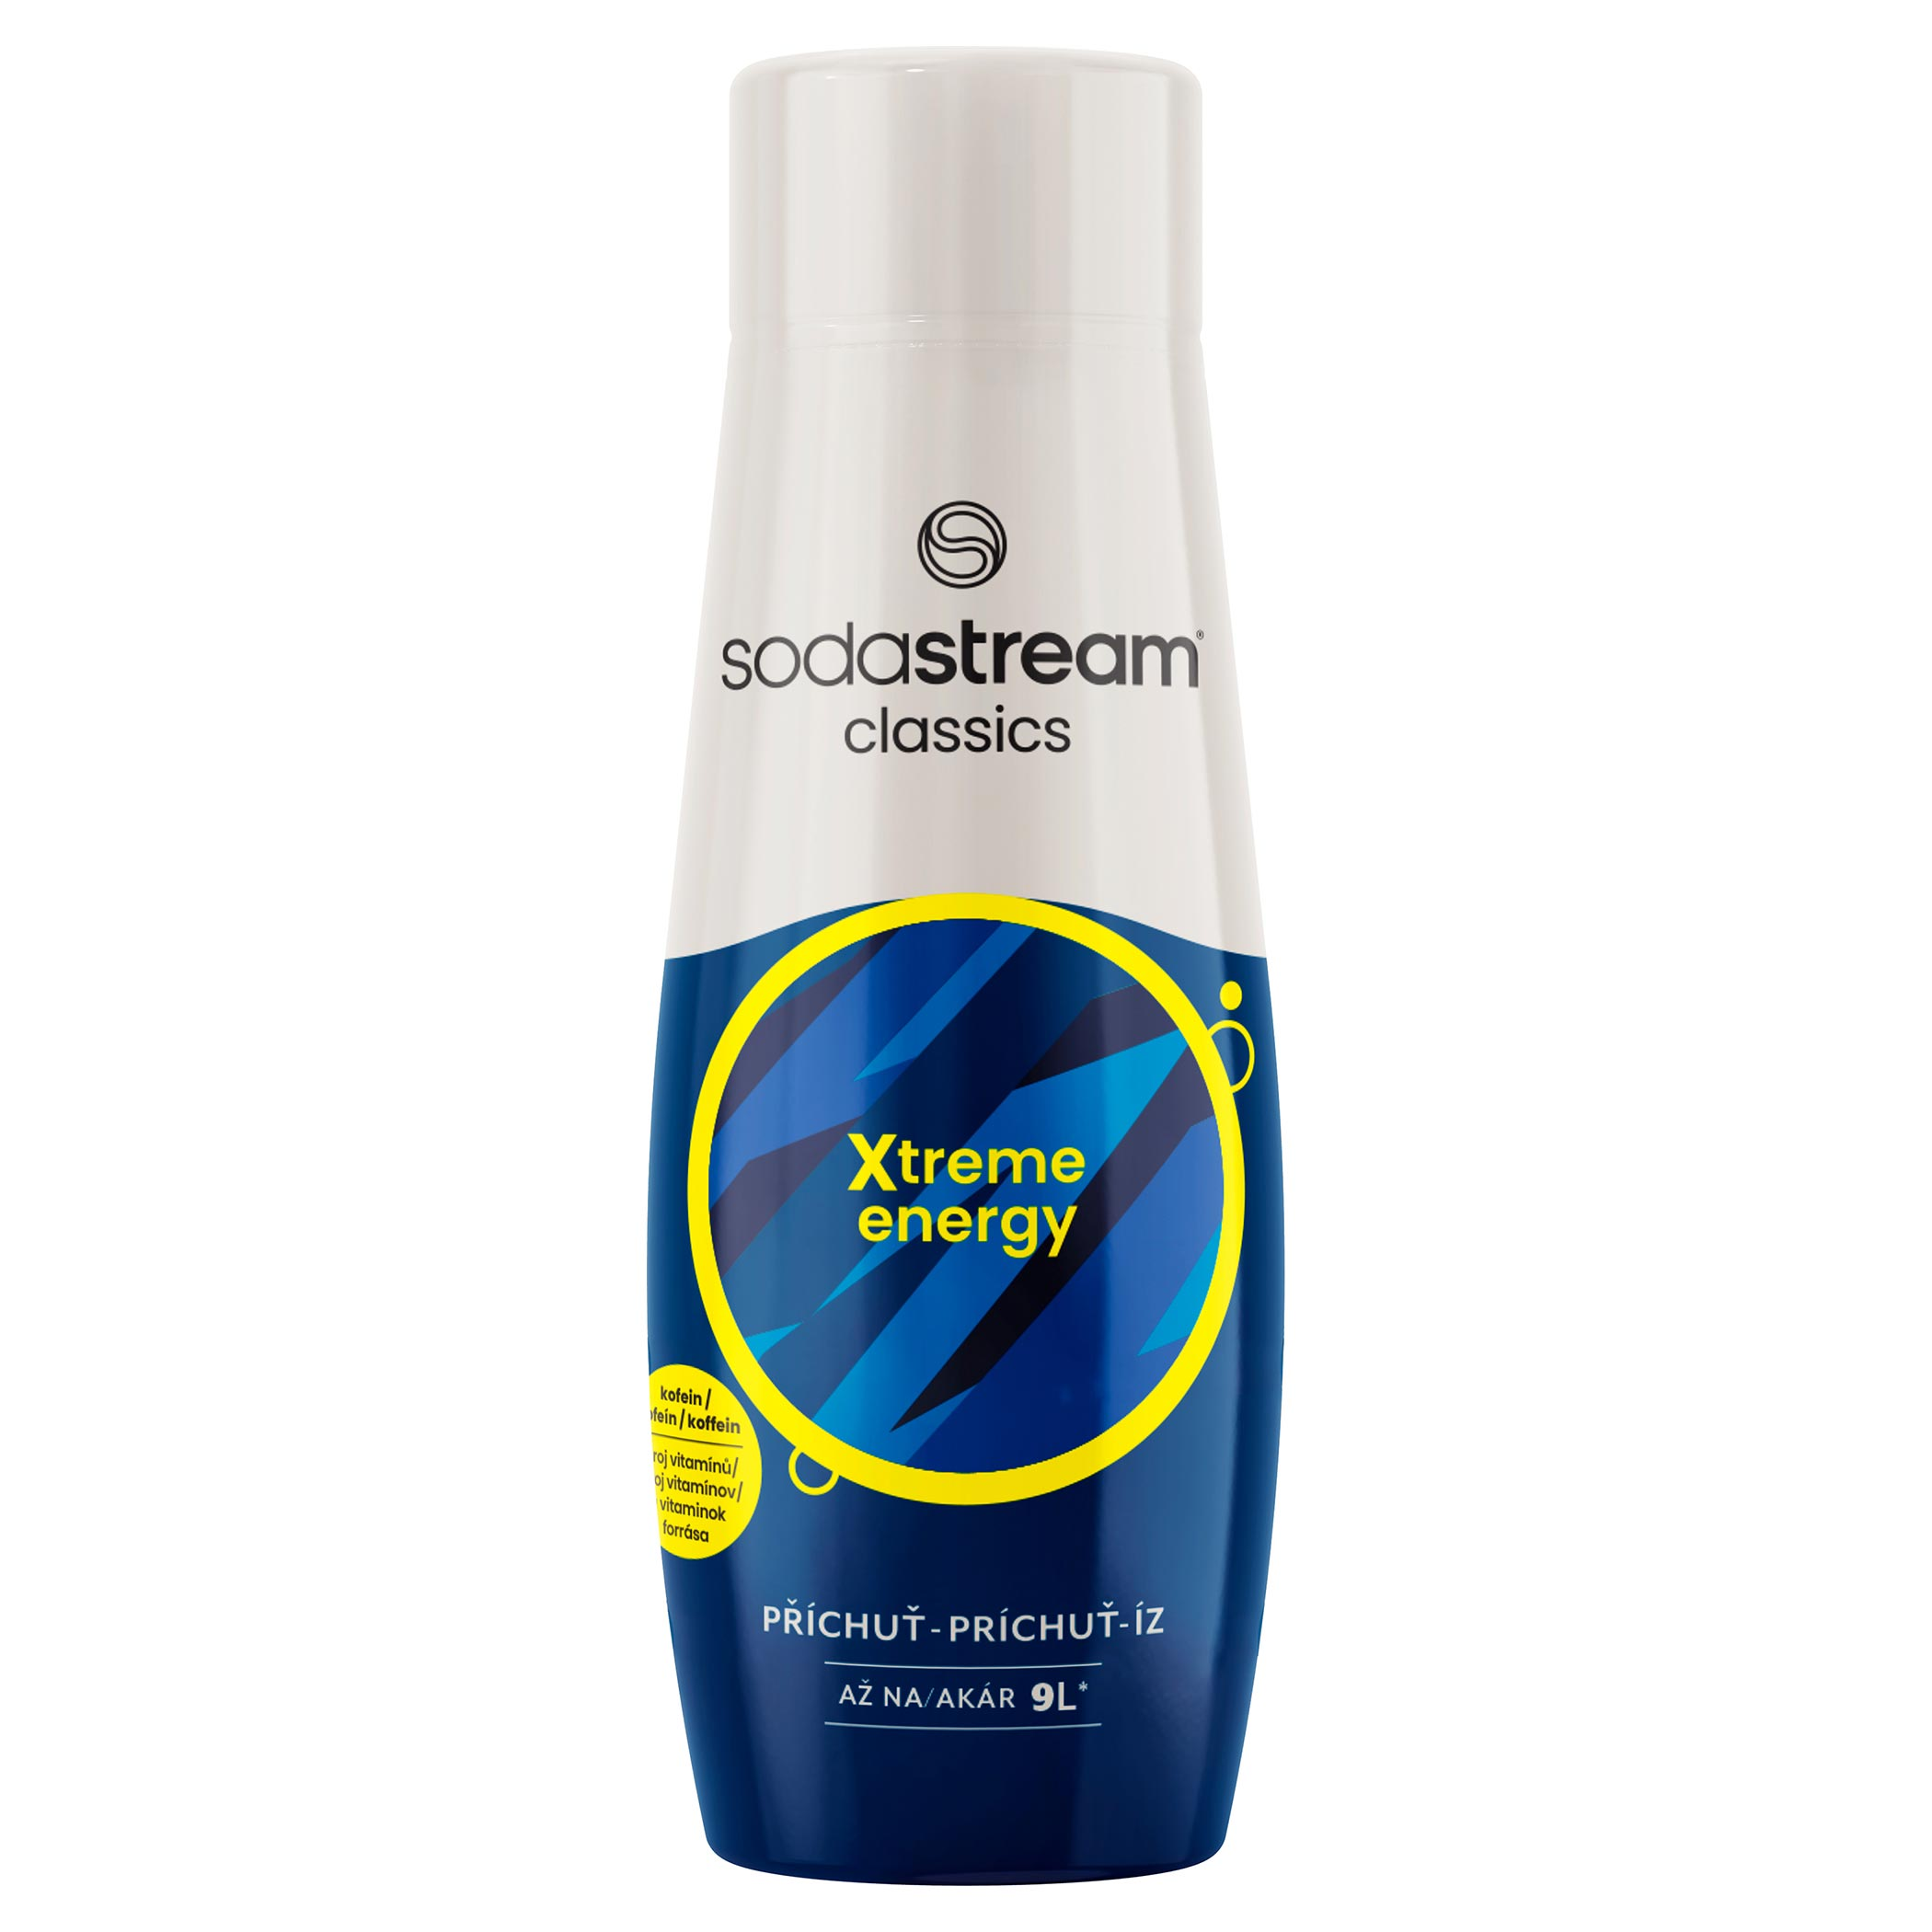 sodastream®
classics
Xtreme
energy
kofein /
/ koffein
vitamínů/
vitamínov/
vitaminok
forrása
PŘÍCHUŤ-PRÍCHUŤ-ÍZ
AŽ NA/AKÁR 9L*